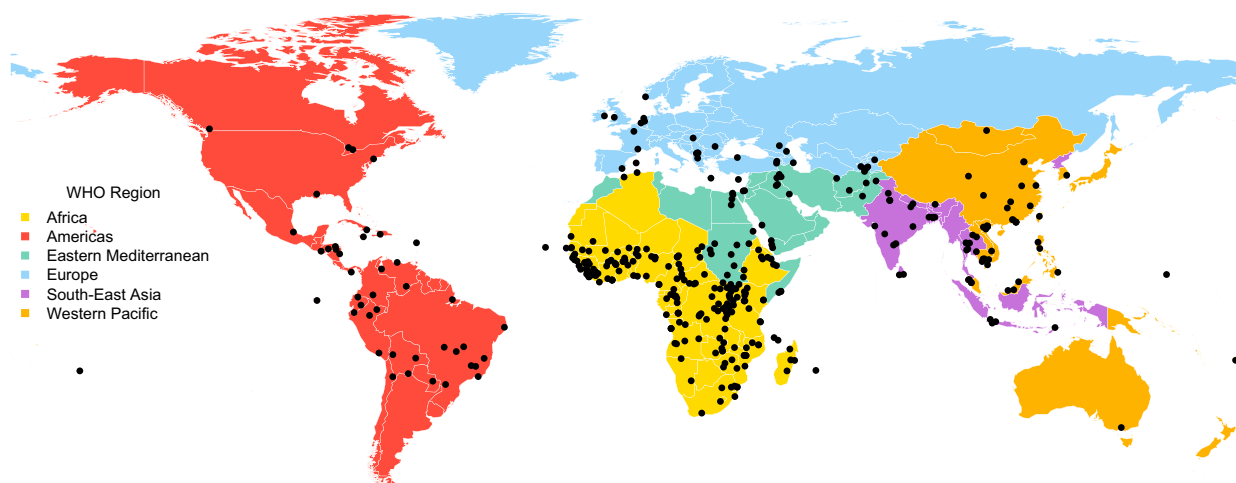 WHO Region
Africa
Americas
Eastern Mediterranean
Europe
South-East Asia
Western Pacific